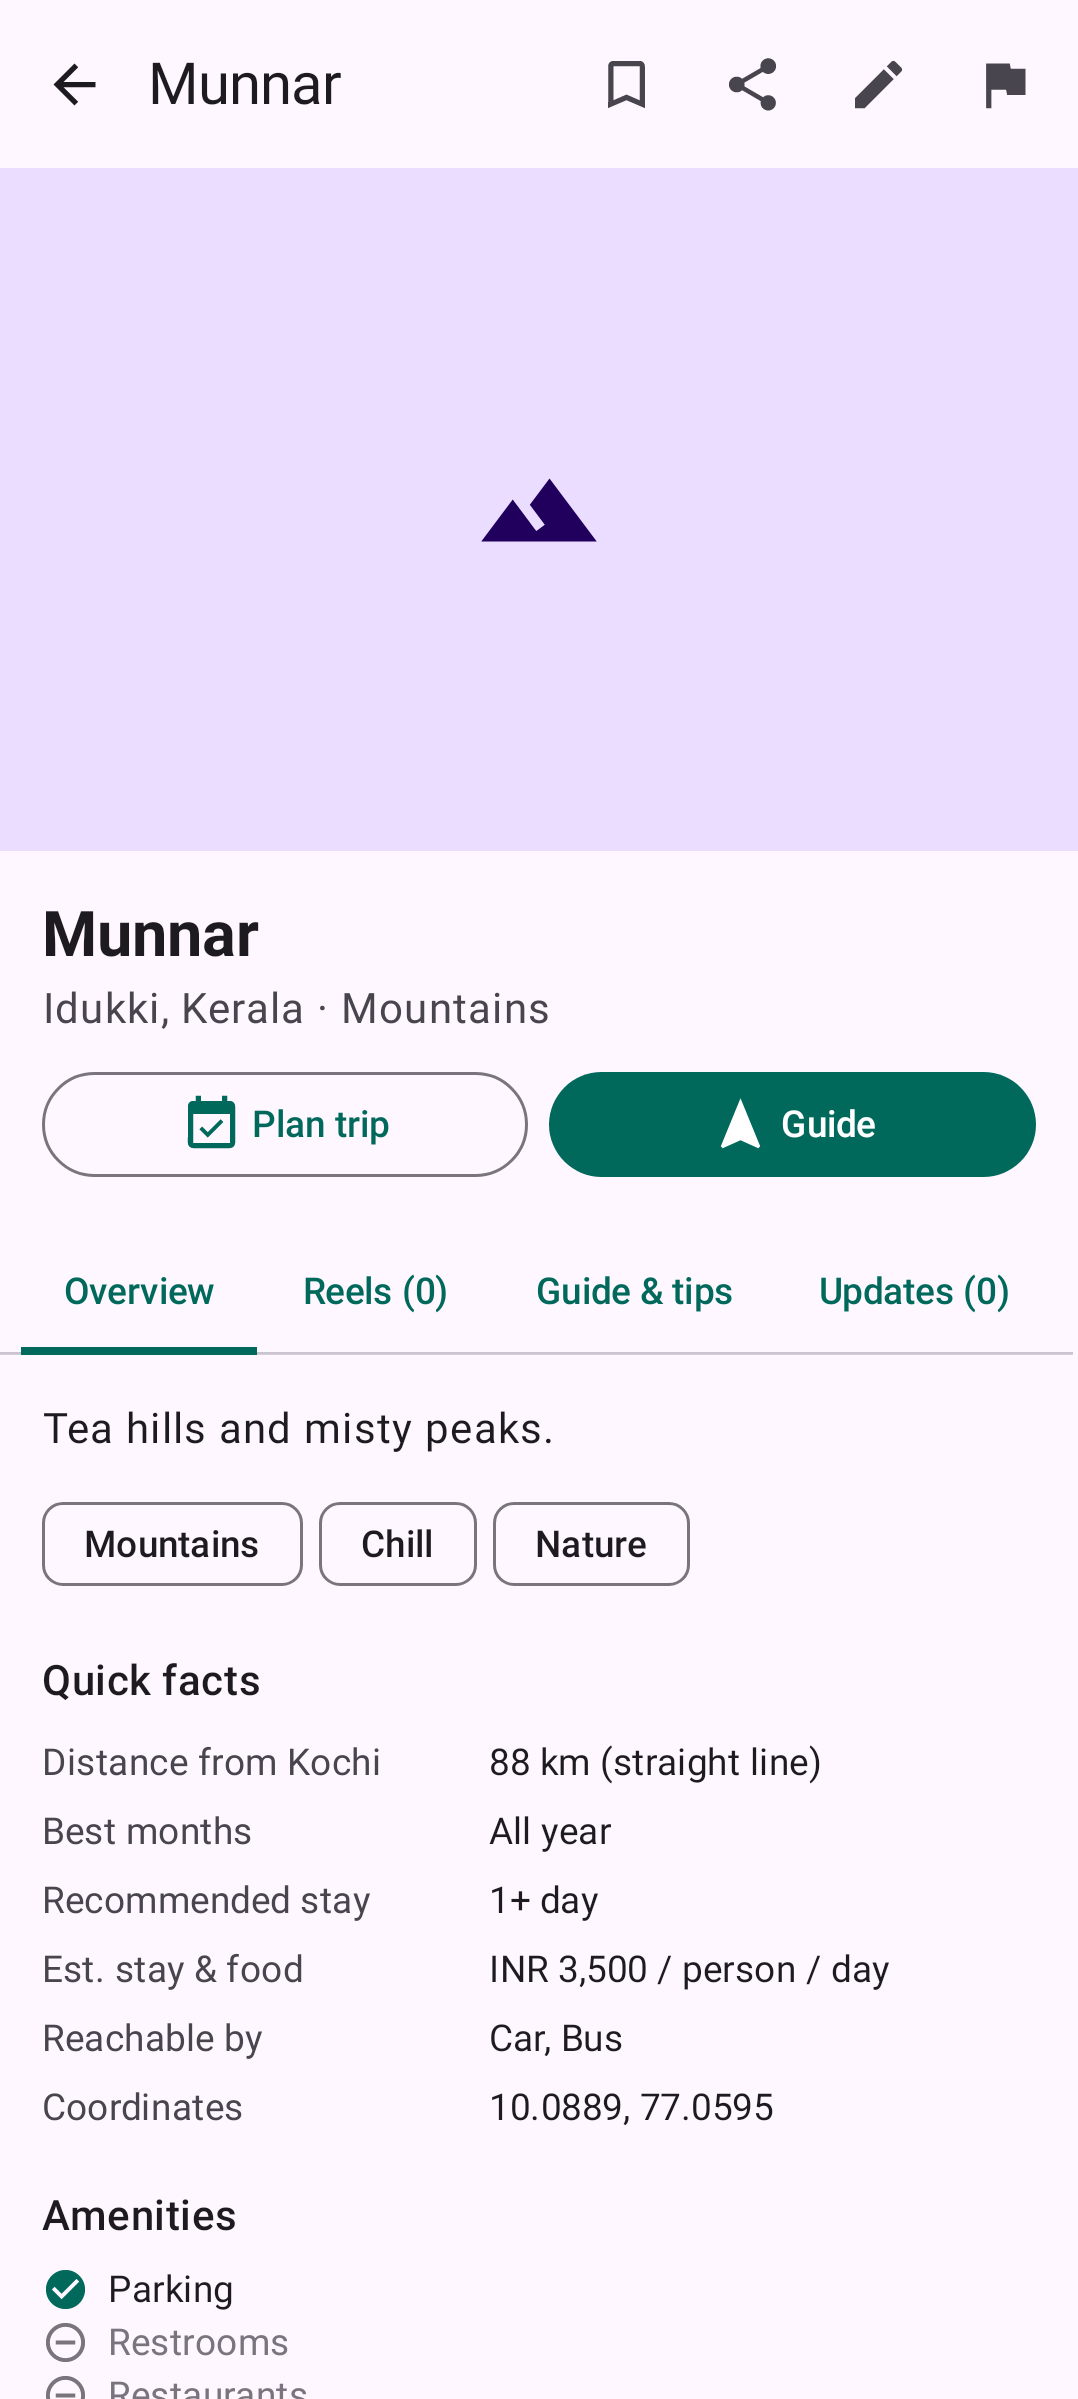 Munnar
Munnar
Idukki, Kerala · Mountains
Plan trip
Guide
Overview
Reels (0)
Guide & tips
Updates (0)
Tea hills and misty peaks.
Mountains
Chill
Nature
Quick facts
Distance from Kochi 88 km (straight line)
Best months All year
Recommended stay 1+ day
Est. stay & food INR 3,500 / person / day
Reachable by Car, Bus
Coordinates 10.0889, 77.0595
Amenities
Parking
Restrooms
Restaurants